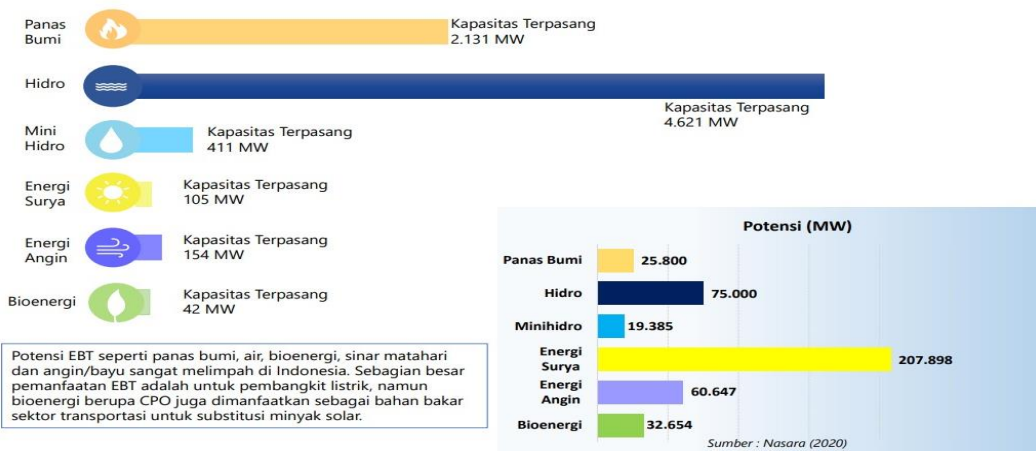 Panas
Bumi
Kapasitas Terpasang
2.131 MW
Hidro
Kapasitas Terpasang
4.621 MW
Mini
Hidro
Kapasitas Terpasang
411 MW
Energi
Surya
Kapasitas Terpasang
105 MW
Energi
Angin
Kapasitas Terpasang
154 MW
Bioenergi
Kapasitas Terpasang
42 MW
Potensi EBT seperti panas bumi, air, bioenergi, sinar matahari
dan angin/bayu sangat melimpah di Indonesia. Sebagian besar
pemanfaatan EBT adalah untuk pembangkit listrik, namun
bioenergi berupa CPO juga dimanfaatkan sebagai bahan bakar
sektor transportasi untuk substitusi minyak solar.
Potensi (MW)
Panas Bumi 25.800
Hidro 75.000
Minihidro 19.385
Energi
Surya
207.898
Energi
Angin
60.647
Bioenergi 32.654
Sumber : Nasara (2020)